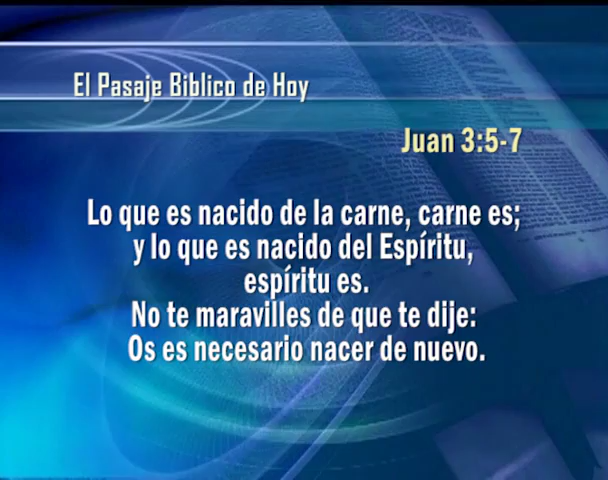 El Pasaje Biblico de Hoy
Juan 3:5-7
Lo que es nacido de la carne, carne es;
y lo que es nacido del Espíritu,
espíritu es.
No te maravilles de que te dije:
Os es necesario nacer de nuevo.